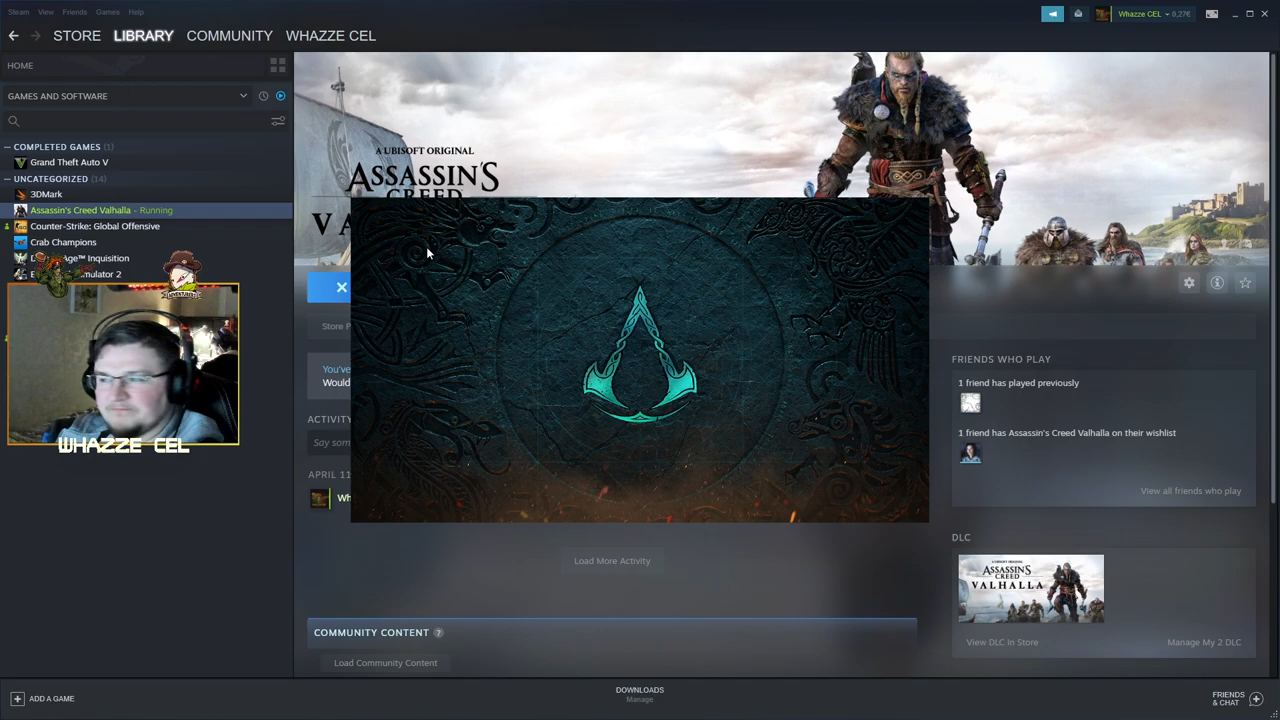 Steam View Friends Games Help
Whazze CEL 0,27€
STORE LIBRARY COMMUNITY WHAZZE CEL
HOME
GAMES AND SOFTWARE
COMPLETED GAMES (1)
Grand Theft Auto V
UNCATEGORIZED (14)
3DMark
Assassin's Creed Valhalla - Running
Counter-Strike: Global Offensive
Crab Champions
Inquisition
2
WHAZZE CEL
A UBISOFT ORIGINAL
ASSASSIN'S
CREED
Store P
You've
Would
ACTIVITY
Say som
APRIL 11
Wh
Load More Activity
COMMUNITY CONTENT ?
Load Community Content
FRIENDS WHO PLAY
1 friend has played previously
1 friend has Assassin's Creed Valhalla on their wishlist
View all friends who play
DLC
A UBISOFT ORIGINAL
ASSASSIN'S
CREED
VALHALLA
View DLC In Store
Manage My 2 DLC
ADD A GAME
DOWNLOADS
Manage
FRIENDS
& CHAT